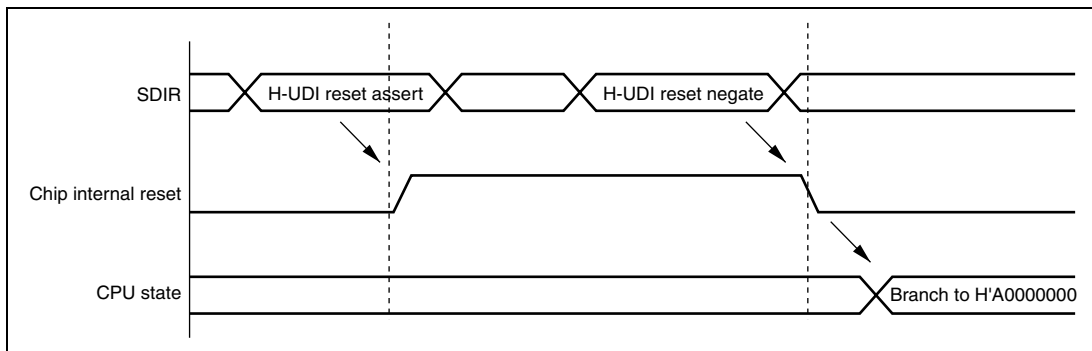 SDIR
H-UDI reset assert
H-UDI reset negate
Chip internal reset
CPU state
Branch to H'A0000000